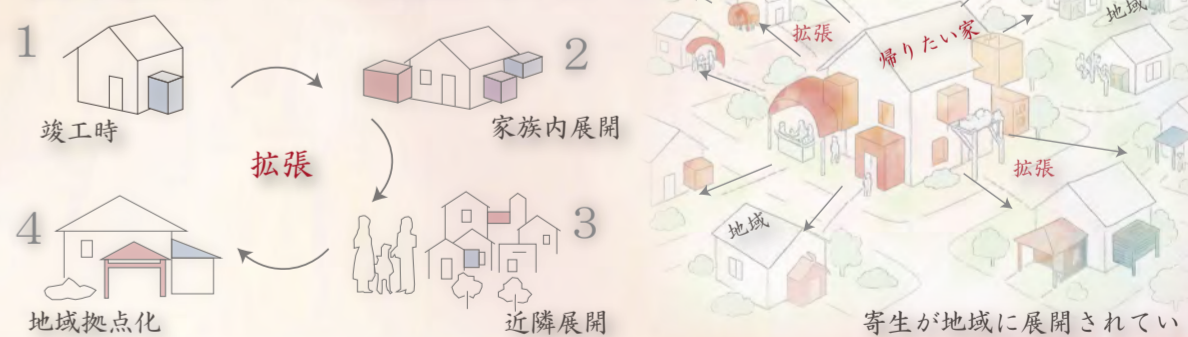 1
竣工時
2
家族内展開
拡張
3
近隣展開
4
地域拠点化
帰りたい家
拡張
地域
拡張
地域
寄生が地域に展開されてい